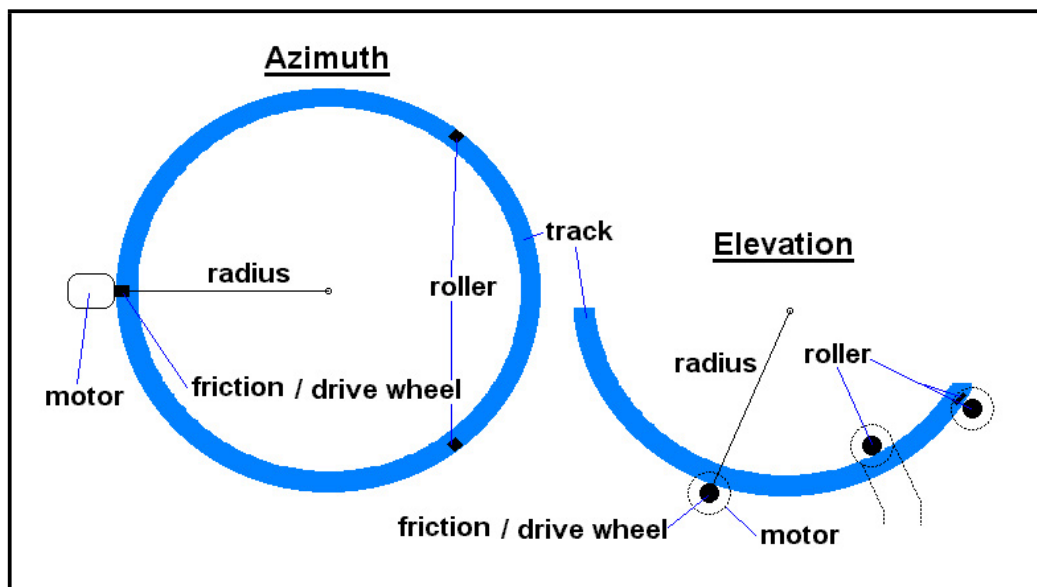 Azimuth
radius
roller
motor
friction / drive wheel
track
Elevation
radius
roller
friction / drive wheel
motor